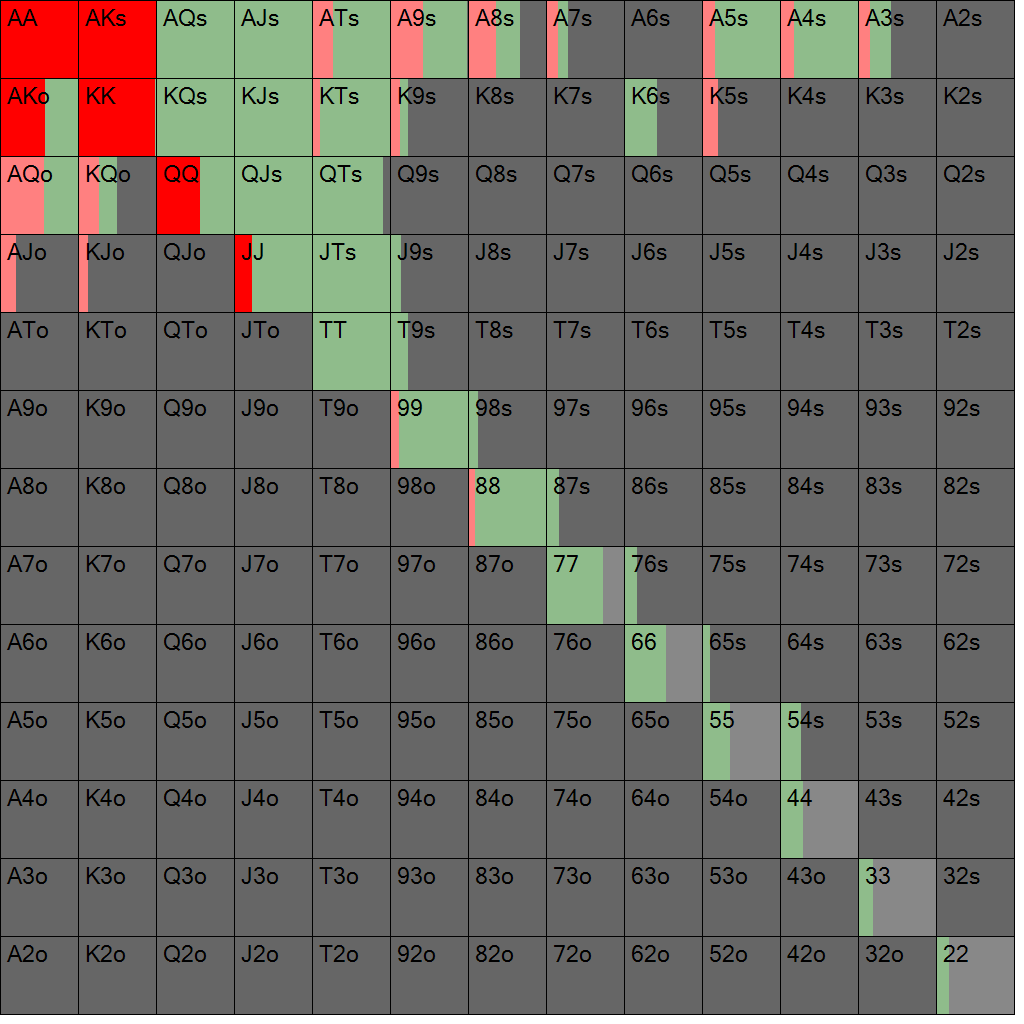 AA AKs AQs AJs ATs A9s A8s A7s A6s A5s A4s A3s A2s
AKo KK KQs KJs KTs K9s K8s K7s K6s K5s K4s K3s K2s
AQo KQo QQ QJs QTs Q9s Q8s Q7s Q6s Q5s Q4s Q3s Q2s
AJo KJo QJo JJ JTs J9s J8s J7s J6s J5s J4s J3s J2s
ATo KTo QTo JTo TT T9s T8s T7s T6s T5s T4s T3s T2s
A9o K9o Q9o J9o T9o 99 98s 97s 96s 95s 94s 93s 92s
A8o K8o Q8o J8o T8o 98o 88 87s 86s 85s 84s 83s 82s
A7o K7o Q7o J7o T7o 97o 87o 77 76s 75s 74s 73s 72s
A6o K6o Q6o J6o T6o 96o 86o 76o 66 65s 64s 63s 62s
A5o K5o Q5o J5o T5o 95o 85o 75o 65o 55 54s 53s 52s
A4o K4o Q4o J4o T4o 94o 84o 74o 64o 54o 44 43s 42s
A3o K3o Q3o J3o T3o 93o 83o 73o 63o 53o 43o 33 32s
A2o K2o Q2o J2o T2o 92o 82o 72o 62o 52o 42o 32o 22